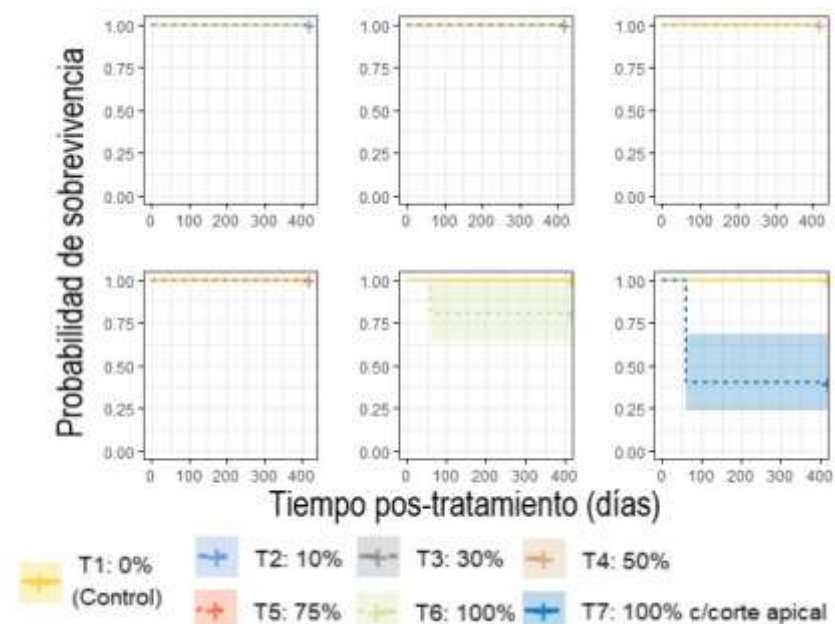 Probabilidad de sobrevivencia
1.00
0.75
0.50
0.25
0.00
0 100 200 300 400
1.00
0.75
0.50
0.25
0.00
0 100 200 300 400
1.00
0.75
0.50
0.25
0.00
0 100 200 300 400
1.00
0.75
0.50
0.25
0.00
0 100 200 300 400
1.00
0.75
0.50
0.25
0.00
0 100 200 300 400
1.00
0.75
0.50
0.25
0.00
0 100 200 300 400
Tiempo pos-tratamiento (días)
T1: 0%
(Control)
T2: 10%
T3: 30%
T4: 50%
T5: 75%
T6: 100%
T7: 100% c/corte apical